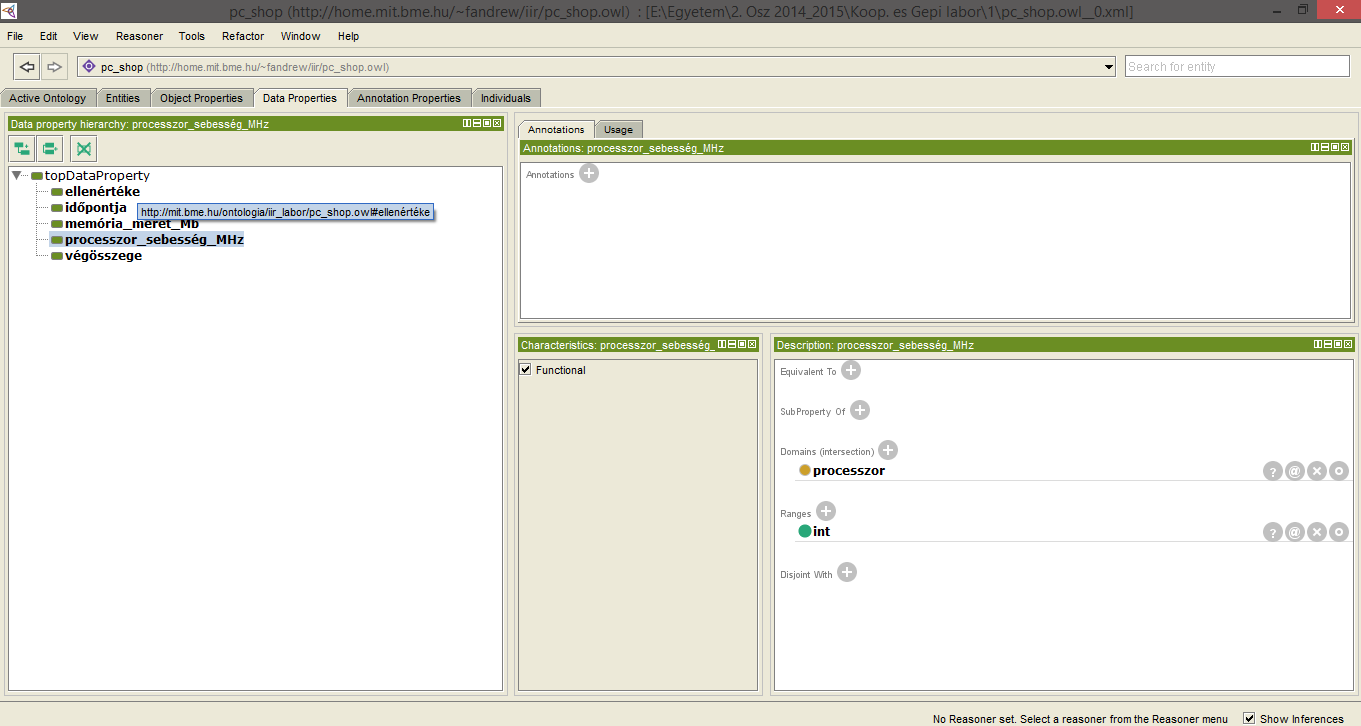 pc_shop (http://home.mit.bme.hu/~fandrew/iir/pc_shop.owl) : [E:\Egyetem\2. Osz 2014_2015\Koop. es Gepi labor\1\pc_shop.owl__0.xml]
File Edit View Reasoner Tools Refactor Window Help
pc_shop (http://home.mit.bme.hu/~fandrew/iir/pc_shop.owl)
Search for entity
Active Ontology Entities Object Properties Data Properties Annotation Properties Individuals
Data property hierarchy: processzor_sebesség_MHz
topDataProperty
ellenértéke
időpontja
http://mit.bme.hu/ontologia/iir_labor/pc_shop.owl#ellenértéke
memória_méret_Mb
processzor_sebesség_MHz
végösszege
Annotations Usage
Annotations: processzor_sebesség_MHz
Annotations
Characteristics: processzor_sebesség_
Functional
Description: processzor_sebesség_MHz
Equivalent To
SubProperty Of
Domains (intersection)
processzor
Ranges
int
Disjoint With
No Reasoner set. Select a reasoner from the Reasoner menu
Show Inferences